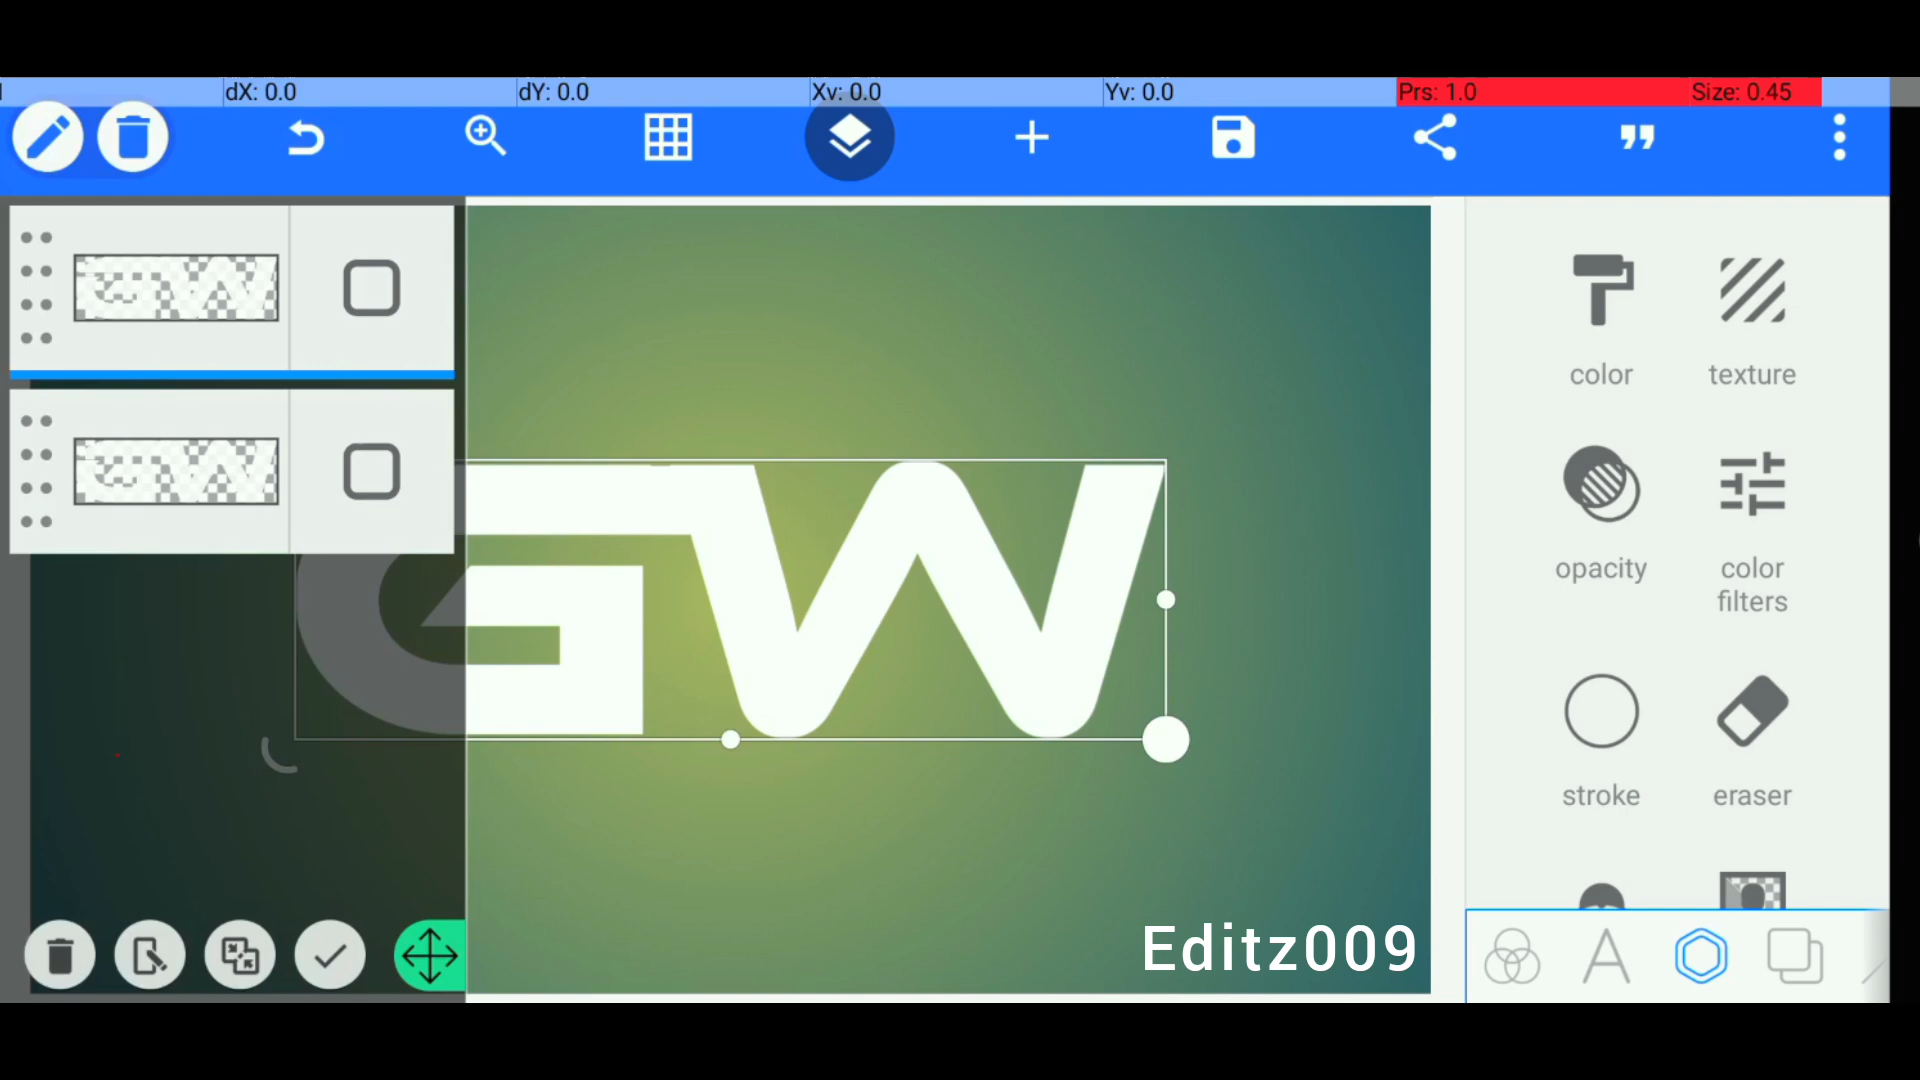 dX: 0.0 dY: 0.0 Xv: 0.0 Yv: 0.0 Prs: 1.0 Size: 0.45
color texture
opacity color filters
stroke eraser
GW
Editz009